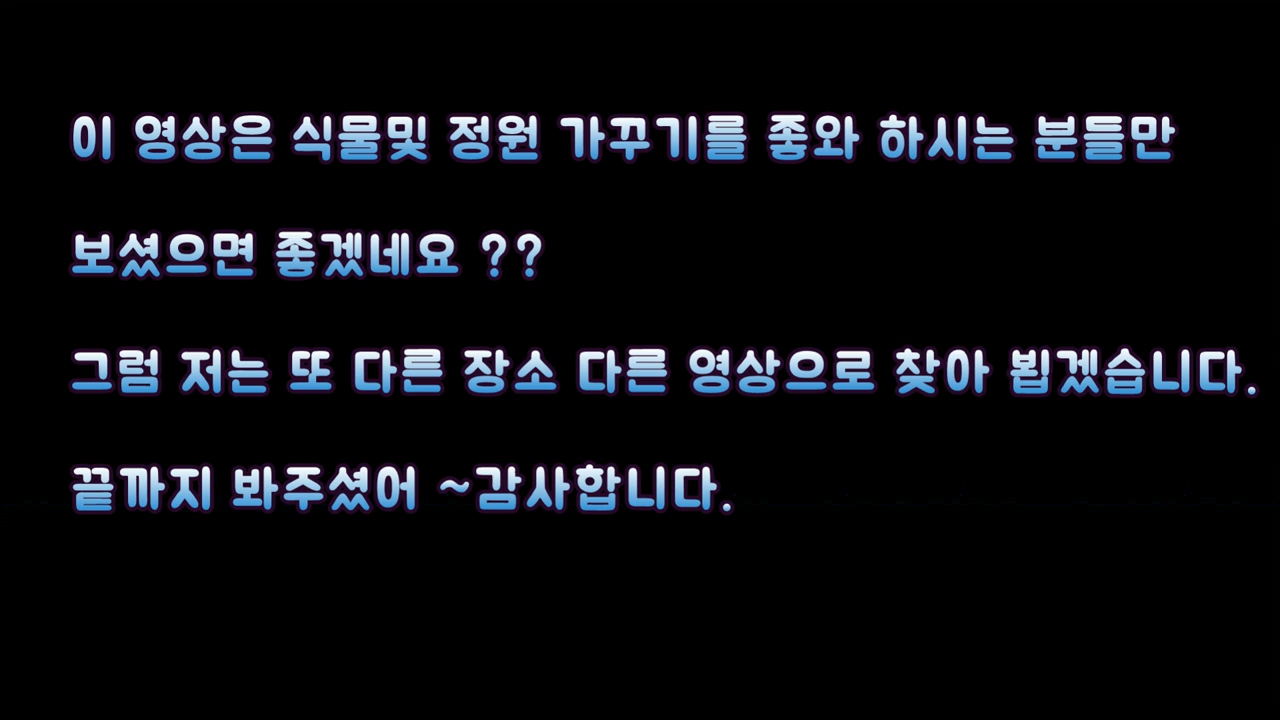 이 영상은 식물및 정원 가꾸기를 좋와 하시는 분들만
보셨으면 좋겠네요 ??
그럼 저는 또 다른 장소 다른 영상으로 찾아 뵙겠습니다.
끝까지 봐주셨어 ~감사합니다.